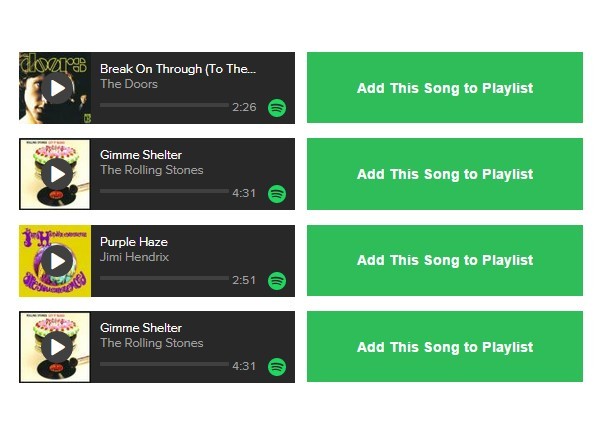 doors
Break On Through (To The...
The Doors
2:26
Add This Song to Playlist
Gimme Shelter
The Rolling Stones
4:31
Add This Song to Playlist
Purple Haze
Jimi Hendrix
2:51
Add This Song to Playlist
Gimme Shelter
The Rolling Stones
4:31
Add This Song to Playlist